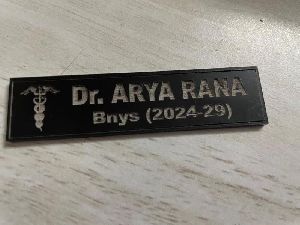 Dr. ARYA RANA
Bnys (2024-29)